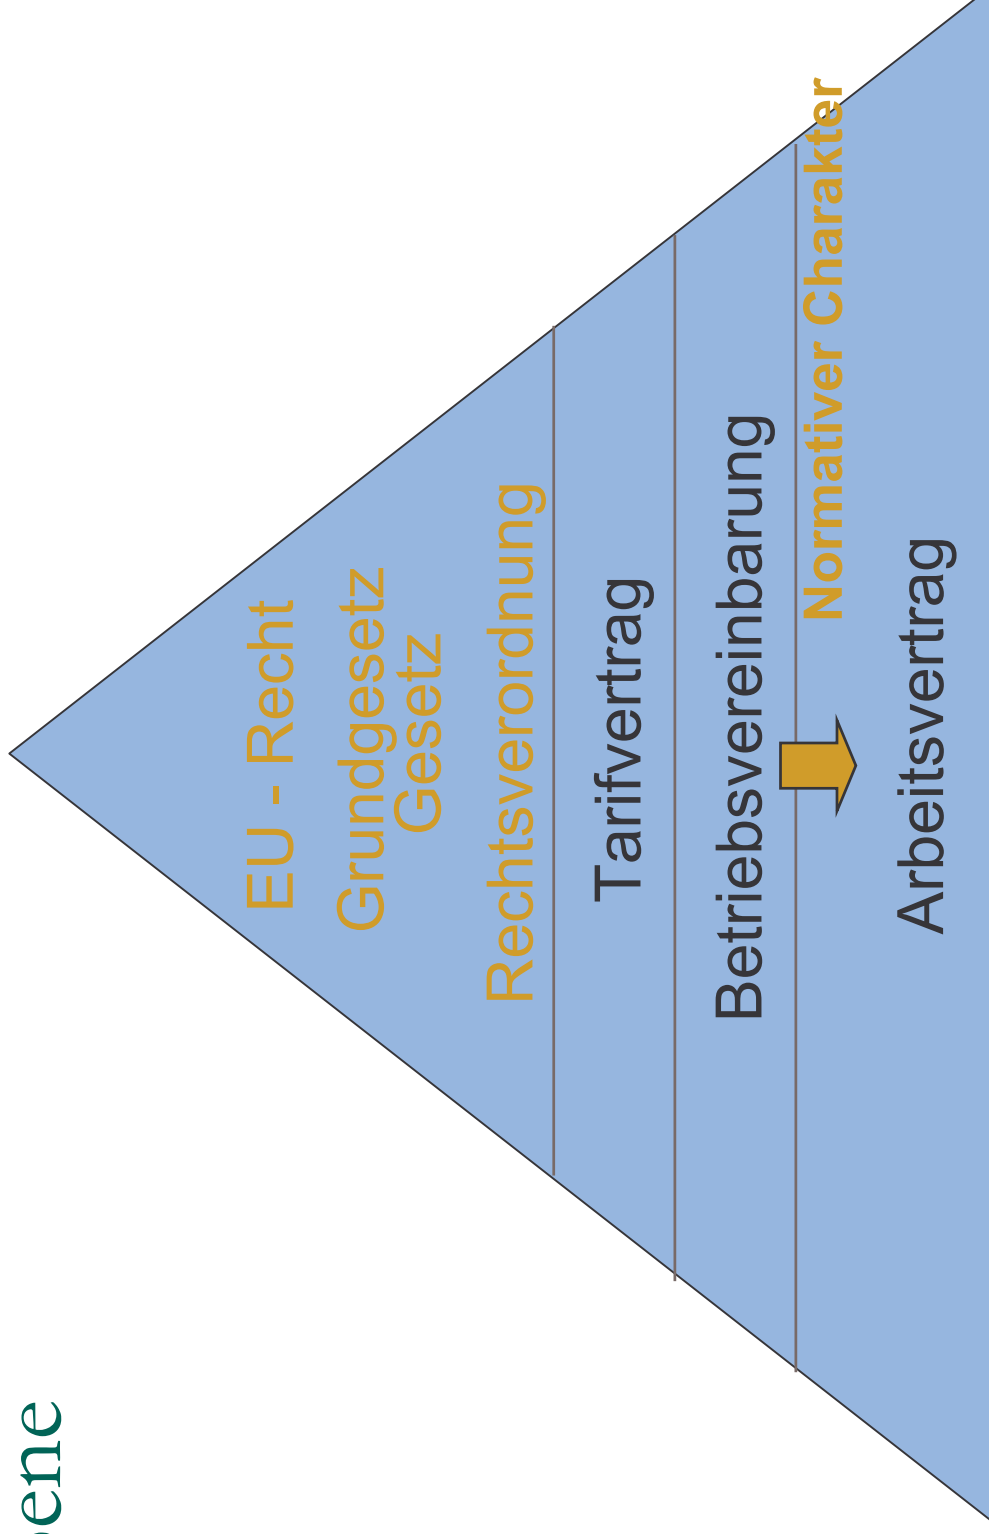 EU - Recht
Grundgesetz
Gesetz
Rechtsverordnung
Tarifvertrag
Betriebsvereinbarung
Normativer Charakter
Arbeitsvertrag